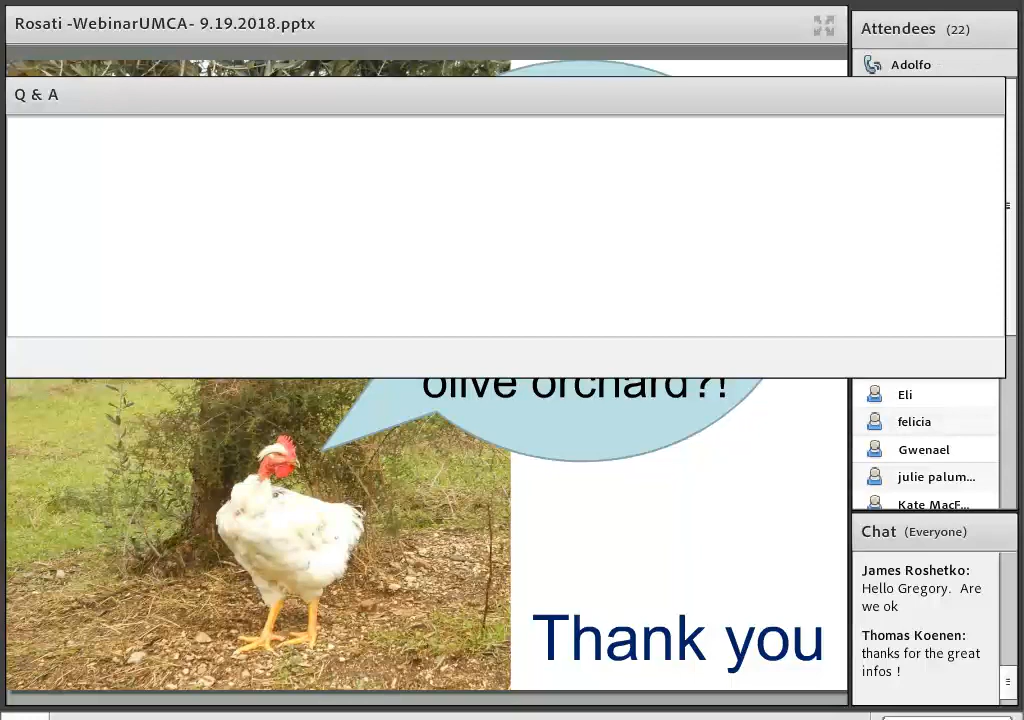 Rosati -WebinarUMCA- 9.19.2018.pptx
Attendees (22)
Adolfo
Q & A
olive orchard?!
Eli
felicia
Gwenael
julie palum...
Kate MacF...
Thank you
Chat (Everyone)
James Roshetko:
Hello Gregory. Are
we ok
Thomas Koenen:
thanks for the great
infos !